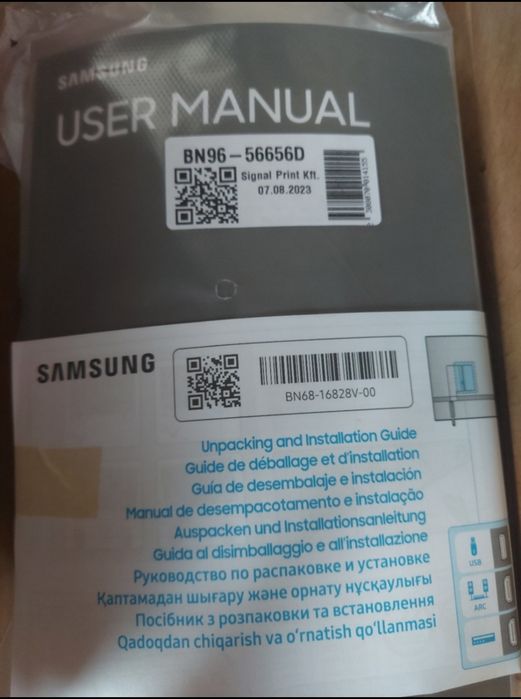 SAMSUNG
USER MANUAL
BN96-56656D
Signal Print Kft.
07.08.2023
SAMSUNG
BN68-16828V-00
Unpacking and Installation Guide
Guide de déballage et d'installation
Guía de desembalaje e instalación
Manual de desempacotamento e instalação
Auspacken und Installationsanleitung
Guida al disimballaggio e all'installazione
Руководство по распаковке и установке
Қаптамадан шығару және орнату нұсқаулығы
Посібник з розпаковки та встановлення
Qadoqdan chiqarish va o‘rnatish qo‘llanmasi
USB
ARC